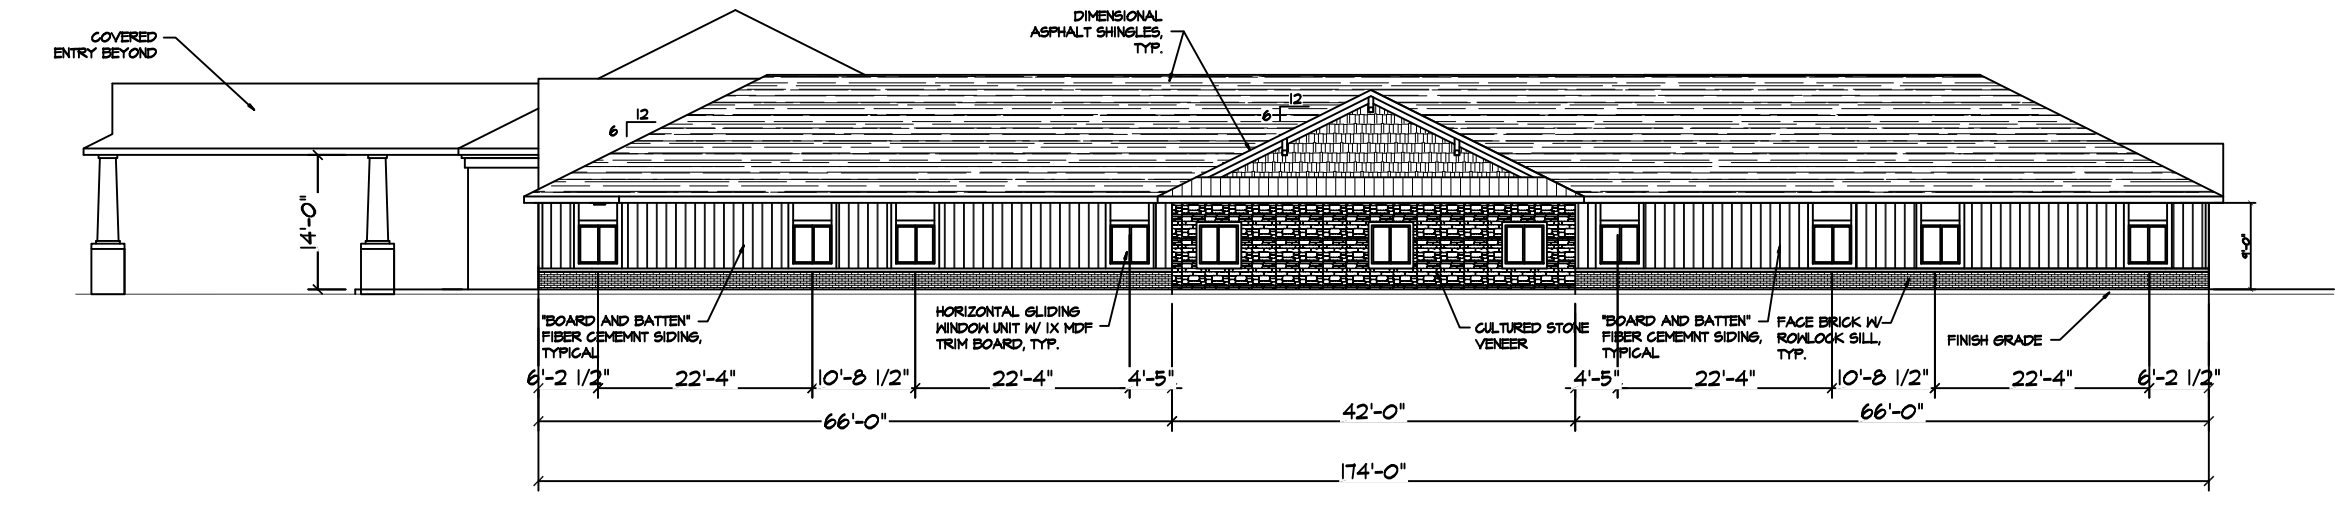 COVERED
ENTRY BEYOND
DIMENSIONAL
ASPHALT SHINGLES,
TYP.
12
6
12
6
14'-0"
9'-0"
"BOARD AND BATTEN"
FIBER CEMEMNT SIDING,
TYPICAL
HORIZONTAL GLIDING
WINDOW UNIT W/ 1X MDF
TRIM BOARD, TYP.
CULTURED STONE
VENEER
"BOARD AND BATTEN"
FIBER CEMEMNT SIDING,
TYPICAL
FACE BRICK W/
ROWLOCK SILL,
TYP.
FINISH GRADE
6'-2 1/2" 22'-4" 10'-8 1/2" 22'-4" 4'-5" 4'-5" 22'-4" 10'-8 1/2" 22'-4" 6'-2 1/2"
66'-0" 42'-0" 66'-0"
174'-0"